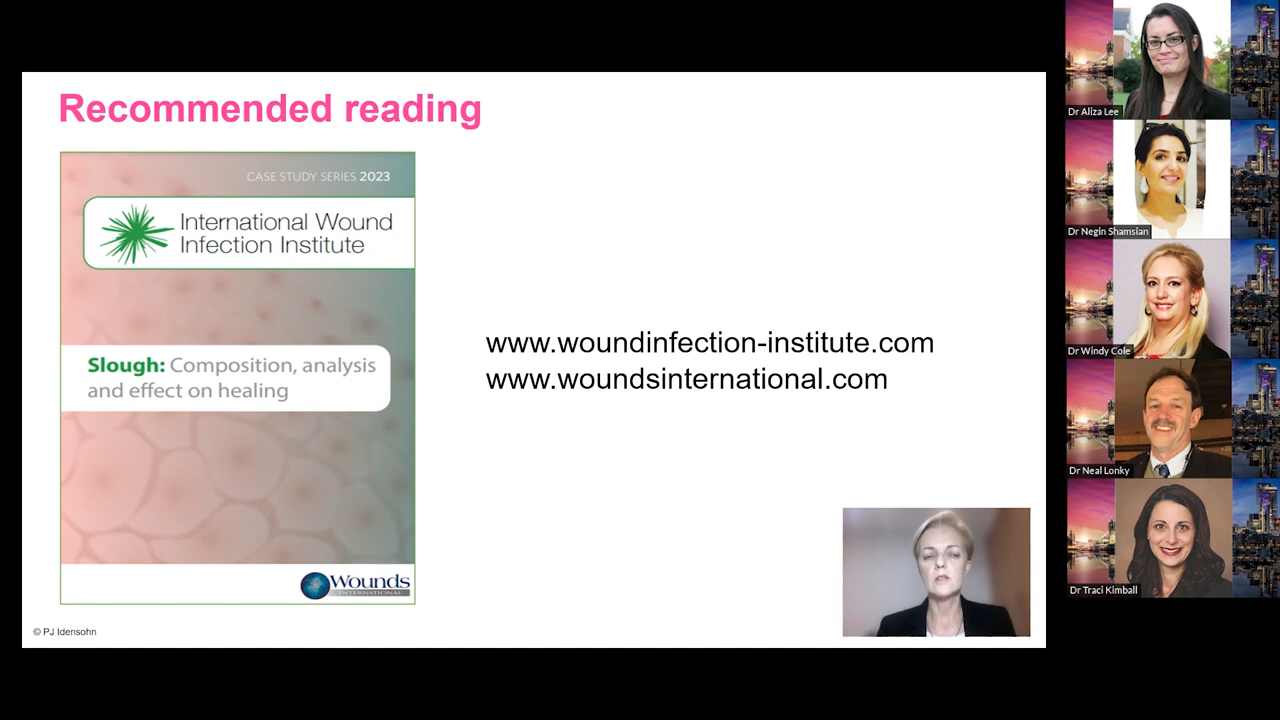 Recommended reading
CASE STUDY SERIES 2023
International Wound
Infection Institute
Slough: Composition, analysis
and effect on healing
Wounds
INTERNATIONAL
www.woundinfection-institute.com
www.woundsinternational.com
© PJ Idensohn
Dr Aliza Lee
Dr Negin Shamsian
Dr Windy Cole
Dr Neal Lonky
Dr Traci Kimball